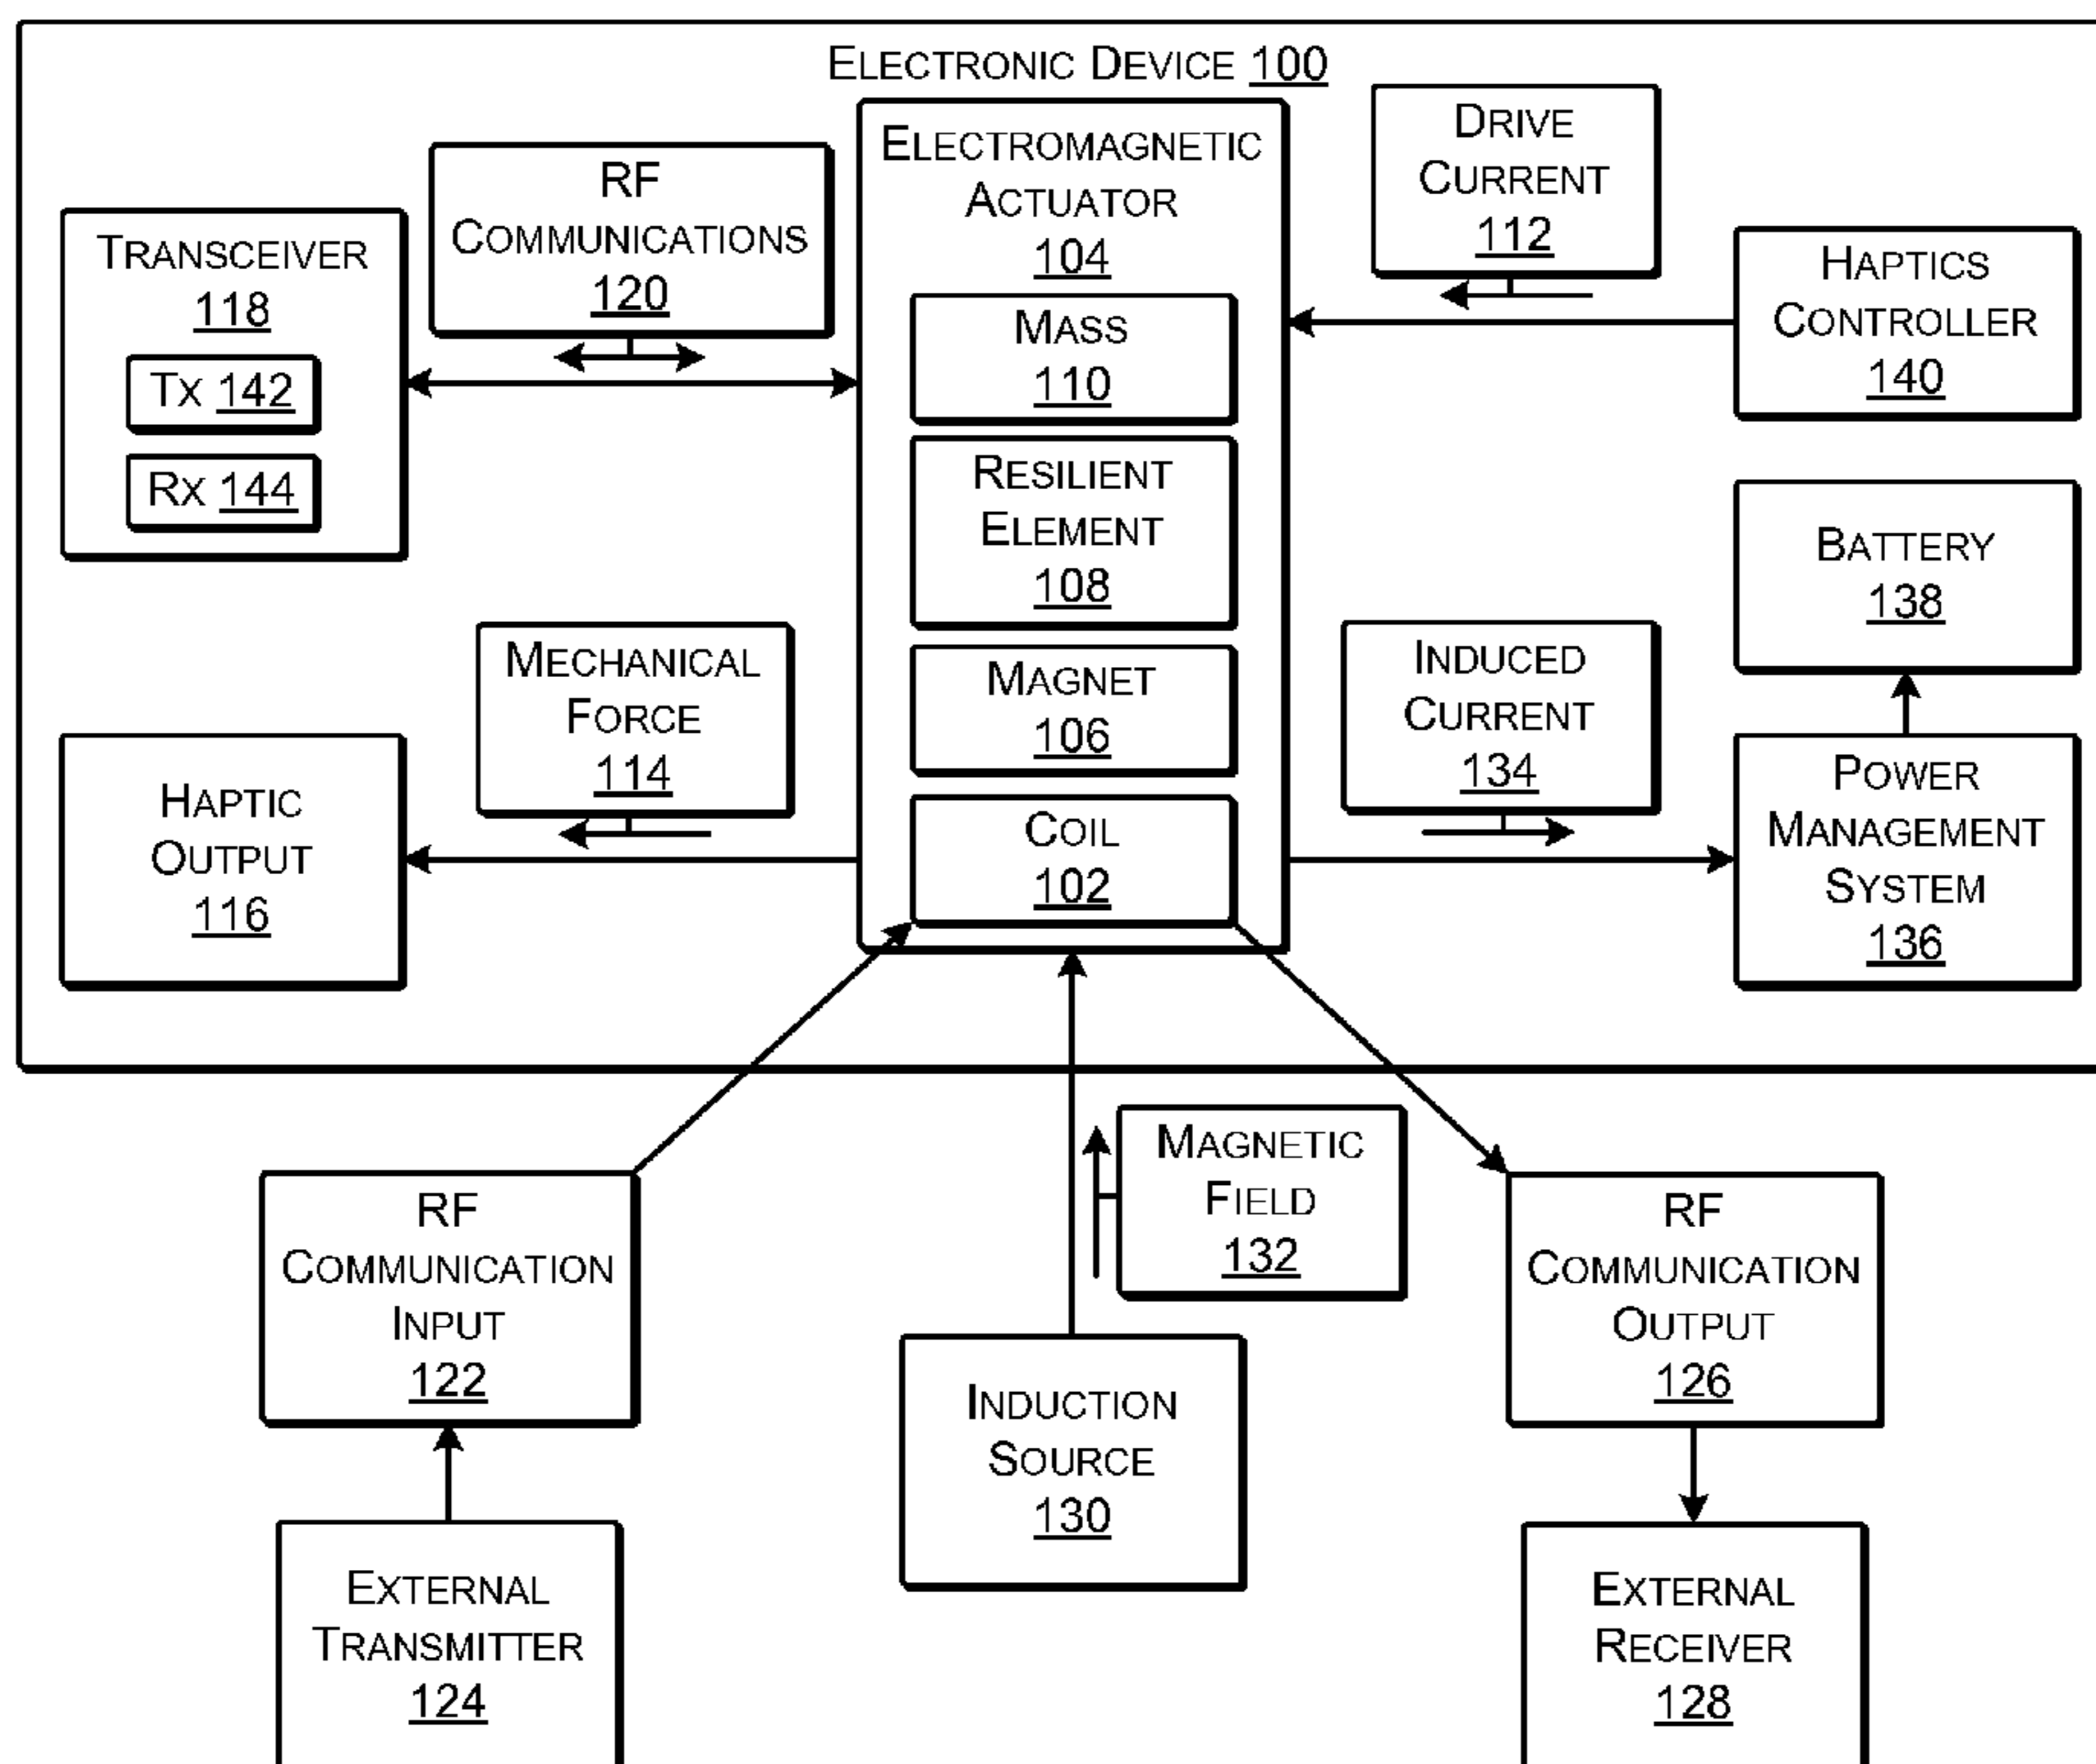 ELECTRONIC DEVICE 100
TRANSCEIVER
118
TX 142
RX 144
RF
COMMUNICATIONS
120
ELECTROMAGNETIC
ACTUATOR
104
MASS
110
RESILIENT
ELEMENT
108
MAGNET
106
COIL
102
DRIVE
CURRENT
112
HAPTICS
CONTROLLER
140
BATTERY
138
MECHANICAL
FORCE
114
HAPTIC
OUTPUT
116
INDUCED
CURRENT
134
POWER
MANAGEMENT
SYSTEM
136
RF
COMMUNICATION
INPUT
122
MAGNETIC
FIELD
132
RF
COMMUNICATION
OUTPUT
126
INDUCTION
SOURCE
130
EXTERNAL
TRANSMITTER
124
EXTERNAL
RECEIVER
128